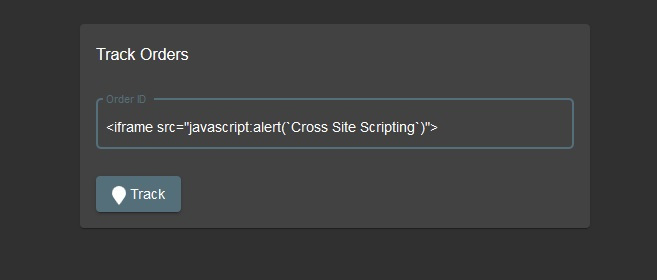 Track Orders
Order ID
<iframe src="javascript:alert(`Cross Site Scripting`)">
Track